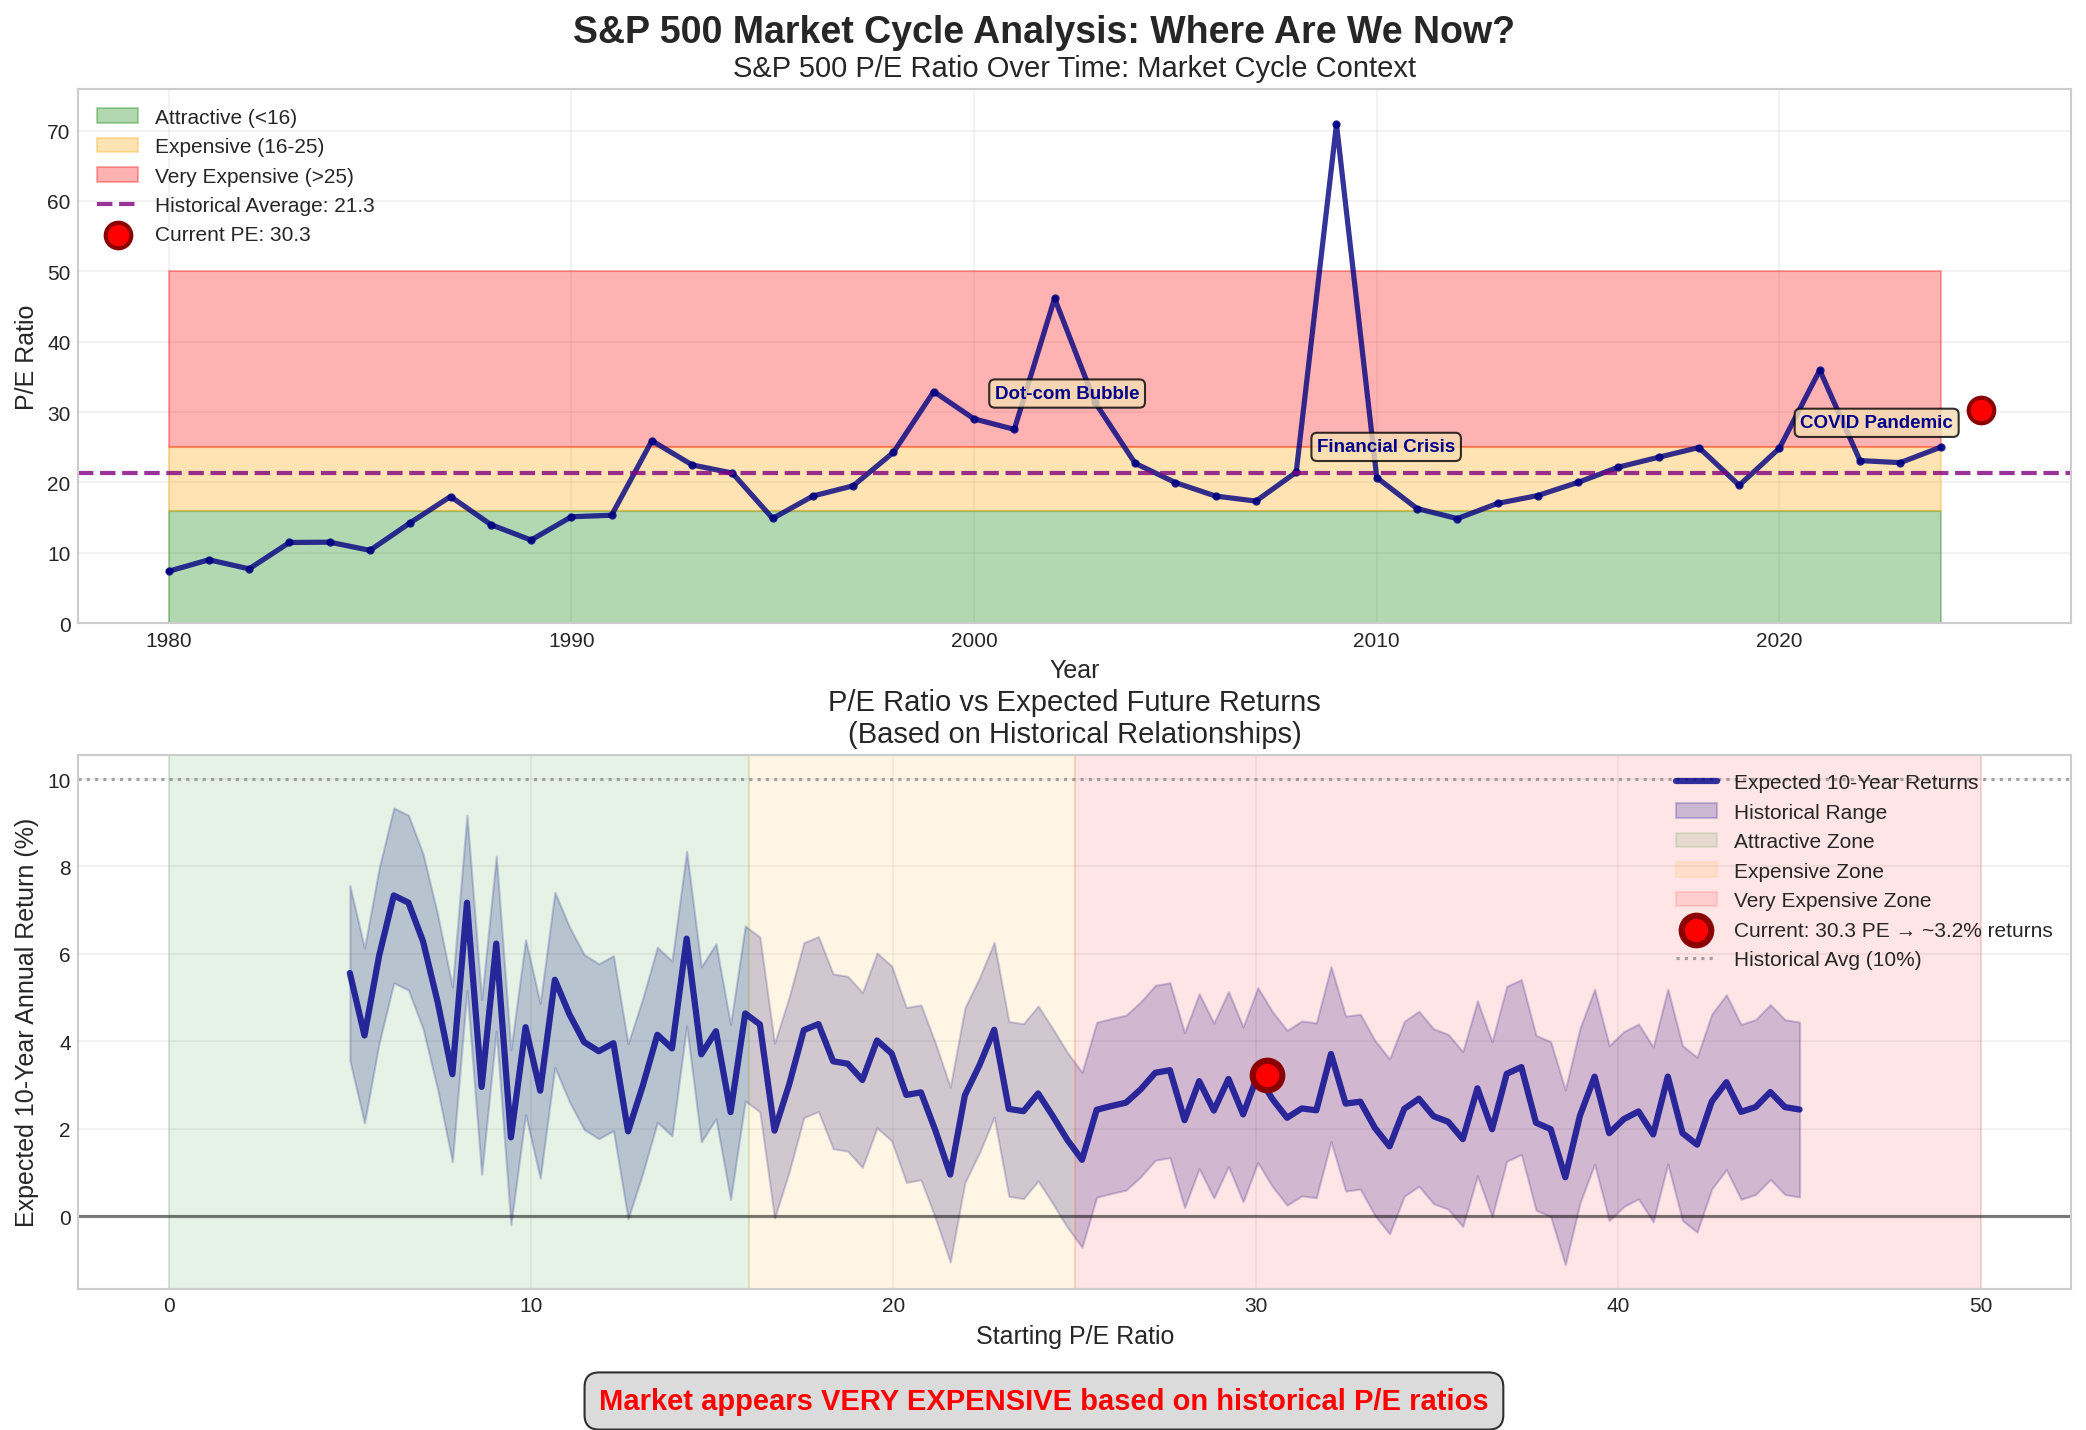 S&P 500 Market Cycle Analysis: Where Are We Now?
S&P 500 P/E Ratio Over Time: Market Cycle Context
Attractive (<16)
Expensive (16-25)
Very Expensive (>25)
Historical Average: 21.3
Current PE: 30.3
P/E Ratio
70
60
50
40
30
20
10
0
Dot-com Bubble
Financial Crisis
COVID Pandemic
1980
1990
2000
2010
2020
Year
P/E Ratio vs Expected Future Returns
(Based on Historical Relationships)
Expected 10-Year Annual Return (%)
10
8
6
4
2
0
Expected 10-Year Returns
Historical Range
Attractive Zone
Expensive Zone
Very Expensive Zone
Current: 30.3 PE → ~3.2% returns
Historical Avg (10%)
0
10
20
30
40
50
Starting P/E Ratio
Market appears VERY EXPENSIVE based on historical P/E ratios